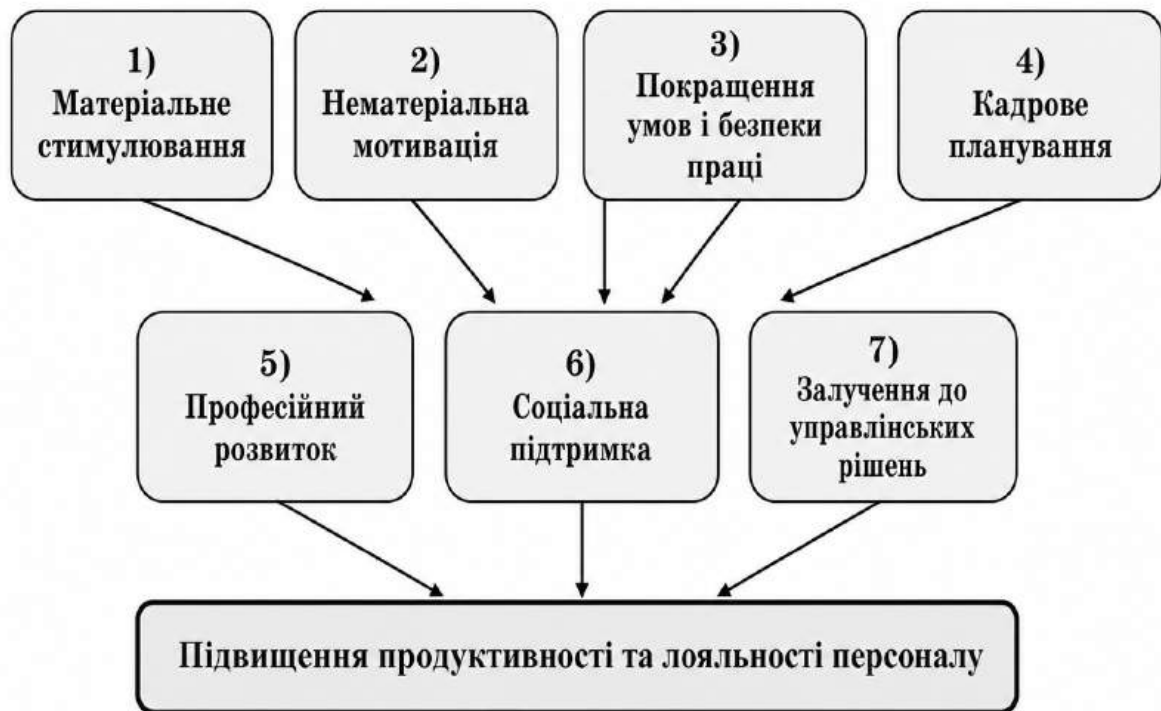 1)
Матеріальне
стимулювання
2)
Нематеріальна
мотивація
3)
Покращення
умов і безпеки
праці
4)
Кадрове
планування
5)
Професійний
розвиток
6)
Соціальна
підтримка
7)
Залучення до
управлінських
рішень
Підвищення продуктивності та лояльності персоналу